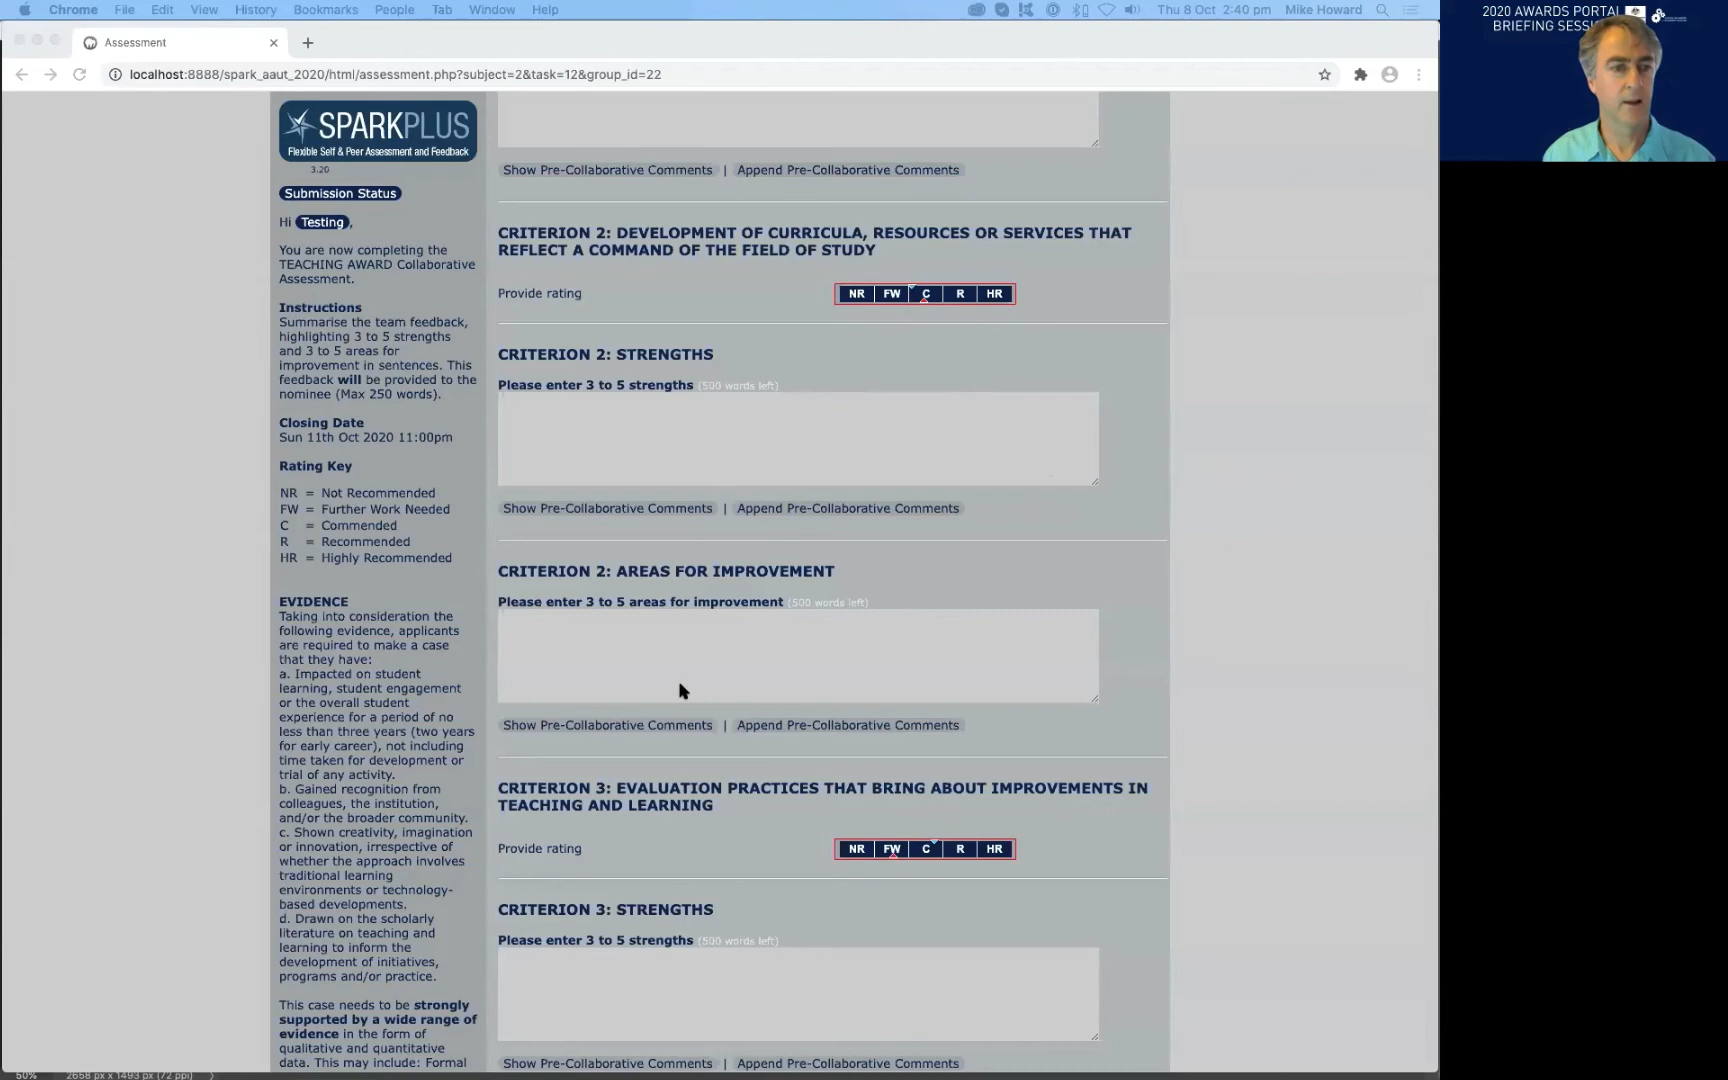 Chrome File Edit View History Bookmarks People Tab Window Help
Thu 8 Oct 2:40 pm Mike Howard
2020 AWARDS PORTAL
BRIEFING SESSI
Assessment
localhost:8888/spark_aaut_2020/html/assessment.php?subject=2&task=12&group_id=22
SPARKPLUS
Flexible Self & Peer Assessment and Feedback
3.20
Submission Status
Hi Testing,
You are now completing the
TEACHING AWARD Collaborative
Assessment.
Instructions
Summarise the team feedback,
highlighting 3 to 5 strengths
and 3 to 5 areas for
improvement in sentences. This
feedback will be provided to the
nominee (Max 250 words).
Closing Date
Sun 11th Oct 2020 11:00pm
Rating Key
NR = Not Recommended
FW = Further Work Needed
C = Commended
R = Recommended
HR = Highly Recommended
EVIDENCE
Taking into consideration the
following evidence, applicants
are required to make a case
that they have:
a. Impacted on student
learning, student engagement
or the overall student
experience for a period of no
less than three years (two years
for early career), not including
time taken for development or
trial of any activity.
b. Gained recognition from
colleagues, the institution,
and/or the broader community.
c. Shown creativity, imagination
or innovation, irrespective of
whether the approach involves
traditional learning
environments or technology-
based developments.
d. Drawn on the scholarly
literature on teaching and
learning to inform the
development of initiatives,
programs and/or practice.
This case needs to be strongly
supported by a wide range of
evidence in the form of
qualitative and quantitative
data. This may include: Formal
Show Pre-Collaborative Comments | Append Pre-Collaborative Comments
CRITERION 2: DEVELOPMENT OF CURRICULA, RESOURCES OR SERVICES THAT
REFLECT A COMMAND OF THE FIELD OF STUDY
Provide rating NR FW C R HR
CRITERION 2: STRENGTHS
Please enter 3 to 5 strengths (500 words left)
Show Pre-Collaborative Comments | Append Pre-Collaborative Comments
CRITERION 2: AREAS FOR IMPROVEMENT
Please enter 3 to 5 areas for improvement (500 words left)
Show Pre-Collaborative Comments | Append Pre-Collaborative Comments
CRITERION 3: EVALUATION PRACTICES THAT BRING ABOUT IMPROVEMENTS IN
TEACHING AND LEARNING
Provide rating NR FW C R HR
CRITERION 3: STRENGTHS
Please enter 3 to 5 strengths (500 words left)
Show Pre-Collaborative Comments | Append Pre-Collaborative Comments
50% 2658 px x 1493 px (72 ppi)